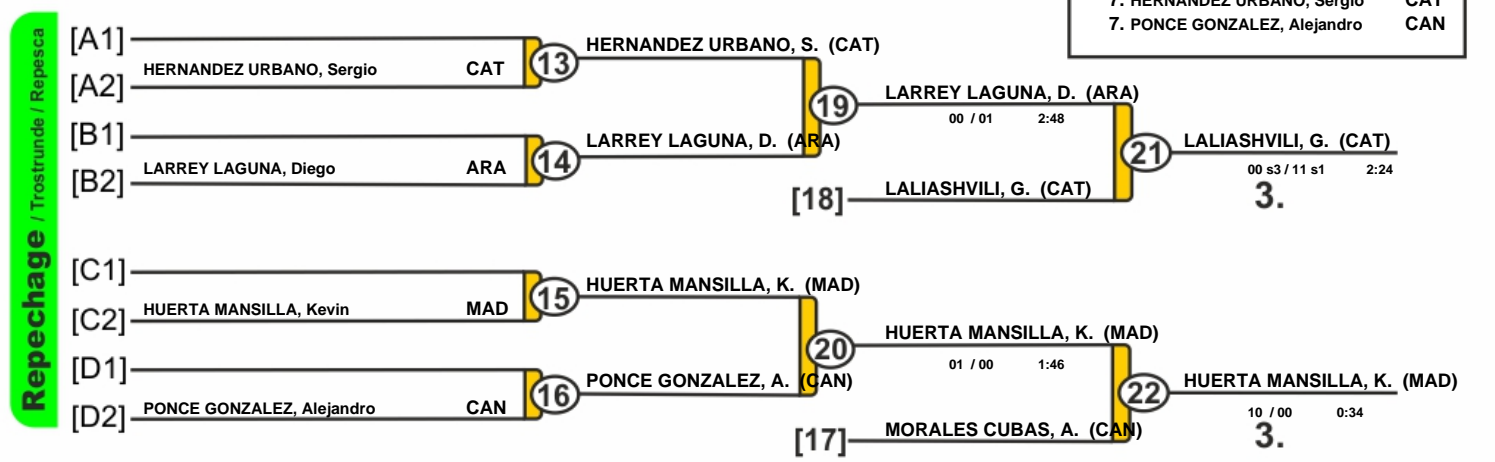 7. HERNANDEZ URBANO, Sergio CAT
7. PONCE GONZALEZ, Alejandro CAN
Repechage / Trostrunde / Repesca
[A1]
HERNANDEZ URBANO, Sergio CAT
[A2]
13
HERNANDEZ URBANO, S. (CAT)
[B1]
LARREY LAGUNA, Diego ARA
[B2]
14
LARREY LAGUNA, D. (ARA)
19
LARREY LAGUNA, D. (ARA)
00 / 01 2:48
[18]
LALIASHVILI, G. (CAT)
21
LALIASHVILI, G. (CAT)
00 s3 / 11 s1 2:24
3.
[C1]
HUERTA MANSILLA, Kevin MAD
[C2]
15
HUERTA MANSILLA, K. (MAD)
[D1]
PONCE GONZALEZ, Alejandro CAN
[D2]
16
PONCE GONZALEZ, A. (CAN)
20
HUERTA MANSILLA, K. (MAD)
01 / 00 1:46
[17]
MORALES CUBAS, A. (CAN)
22
HUERTA MANSILLA, K. (MAD)
10 / 00 0:34
3.